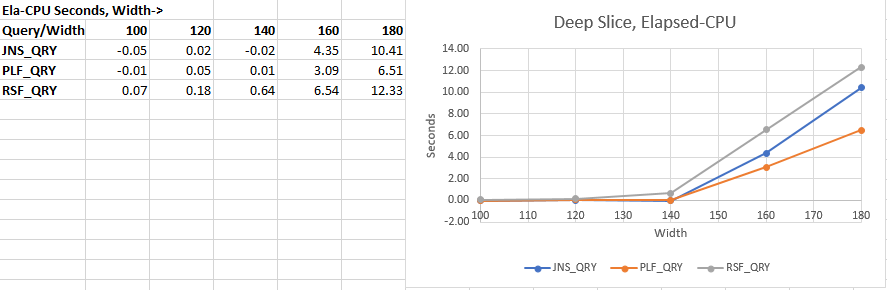 Ela-CPU Seconds, Width->
Query/Width 100 120 140 160 180
JNS_QRY -0.05 0.02 -0.02 4.35 10.41
PLF_QRY -0.01 0.05 0.01 3.09 6.51
RSF_QRY 0.07 0.18 0.64 6.54 12.33
Deep Slice, Elapsed-CPU
14.00
12.00
10.00
8.00
6.00
4.00
2.00
0.00
-2.00
Seconds
100 110 120 130 140 150 160 170 180
Width
JNS_QRY PLF_QRY RSF_QRY